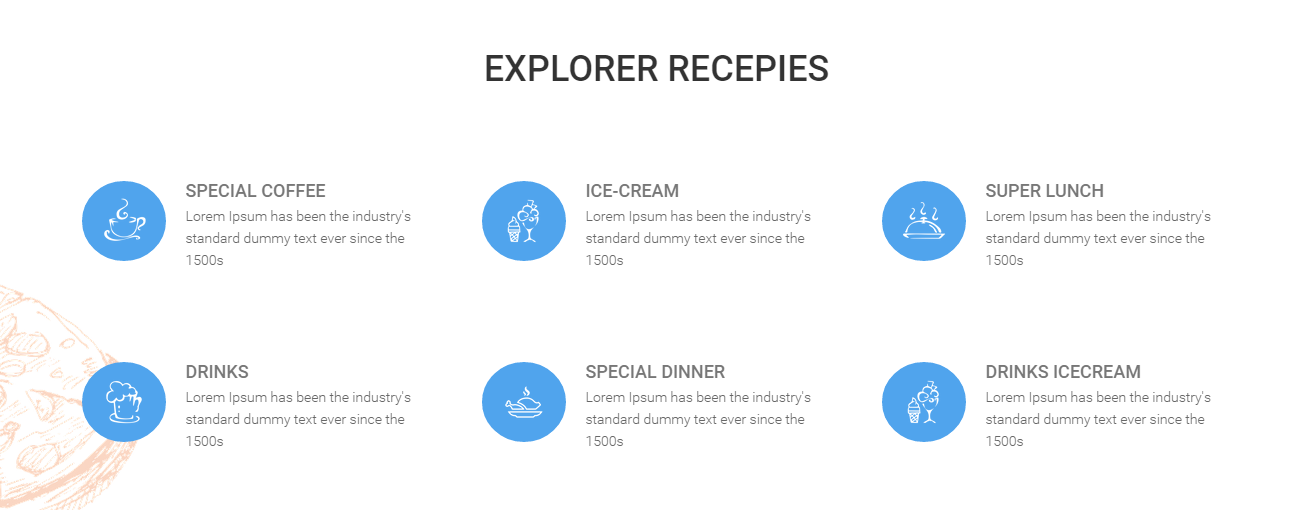 EXPLORER RECEPIES
SPECIAL COFFEE
Lorem Ipsum has been the industry's
standard dummy text ever since the
1500s
ICE-CREAM
Lorem Ipsum has been the industry's
standard dummy text ever since the
1500s
SUPER LUNCH
Lorem Ipsum has been the industry's
standard dummy text ever since the
1500s
DRINKS
Lorem Ipsum has been the industry's
standard dummy text ever since the
1500s
SPECIAL DINNER
Lorem Ipsum has been the industry's
standard dummy text ever since the
1500s
DRINKS ICECREAM
Lorem Ipsum has been the industry's
standard dummy text ever since the
1500s